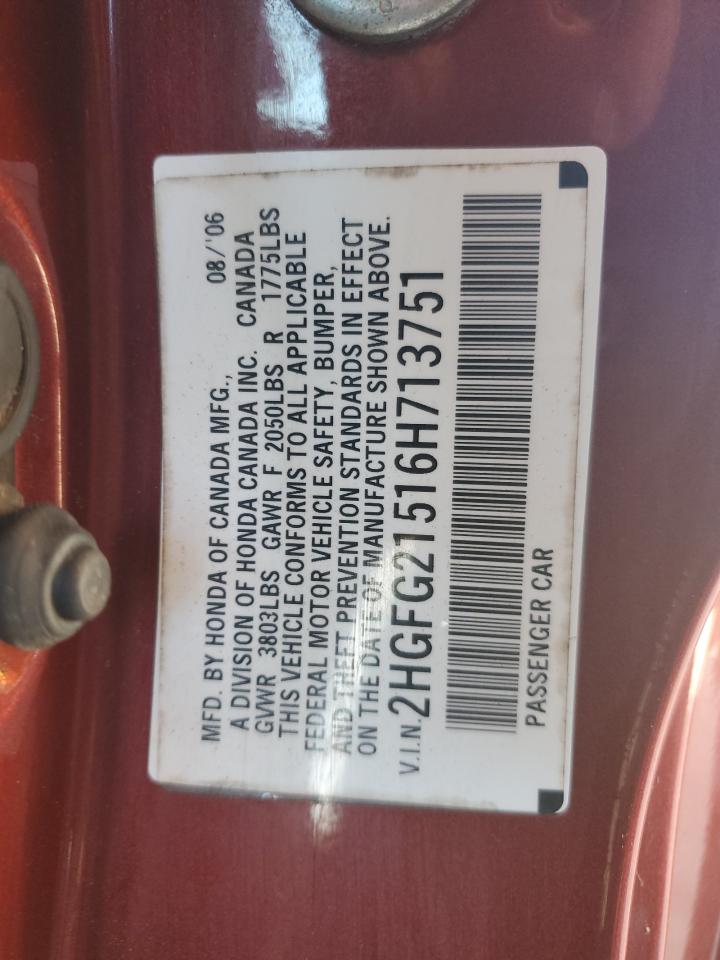 MFD. BY HONDA OF CANADA MFG., 08/'06
A DIVISION OF HONDA CANADA INC. CANADA
GVWR 3803LBS GAWR F 2050LBS R 1775LBS
THIS VEHICLE CONFORMS TO ALL APPLICABLE
FEDERAL MOTOR VEHICLE SAFETY, BUMPER,
AND THEFT PREVENTION STANDARDS IN EFFECT
ON THE DATE OF MANUFACTURE SHOWN ABOVE.
V.I.N. 2HGFG21516H713751
PASSENGER CAR